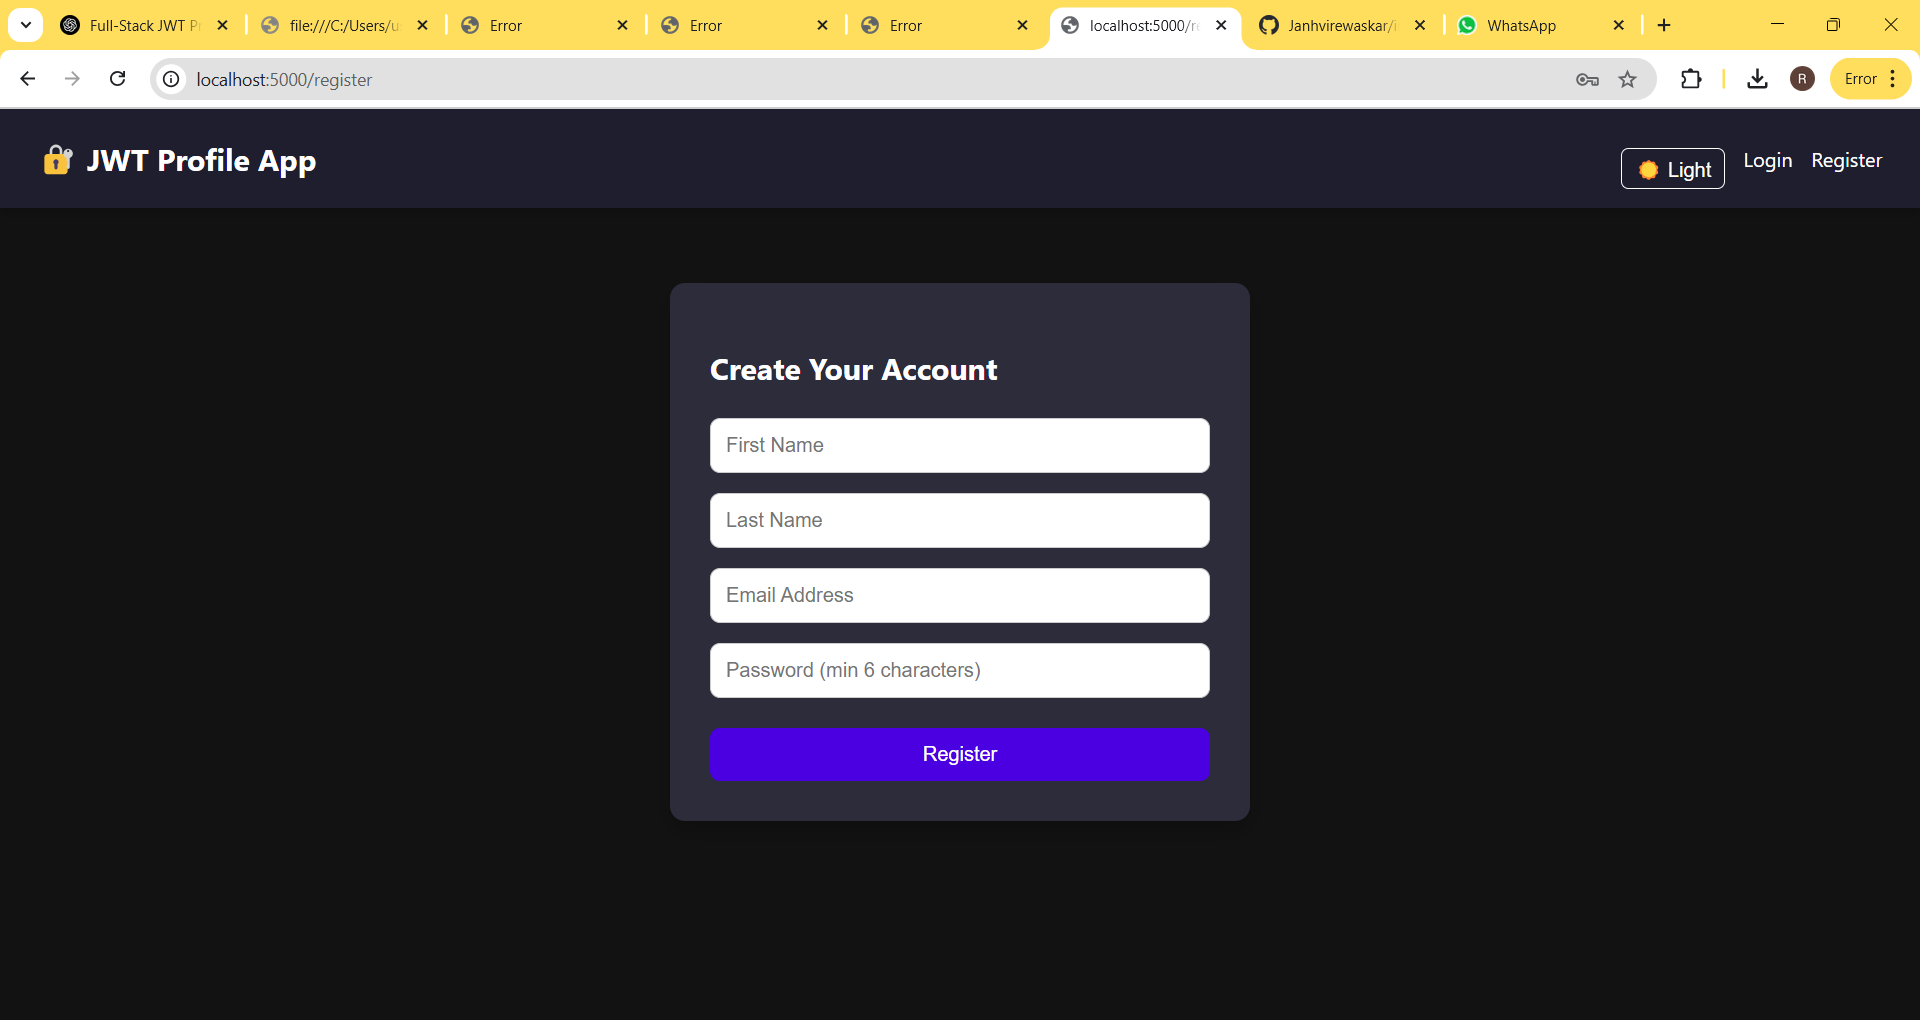 Full-Stack JWT P
file:///C:/Users/u
Error
Error
Error
localhost:5000/re
Janhvirewaskar/i
WhatsApp
localhost:5000/register
R
Error
JWT Profile App
Light
Login
Register
Create Your Account
First Name
Last Name
Email Address
Password (min 6 characters)
Register